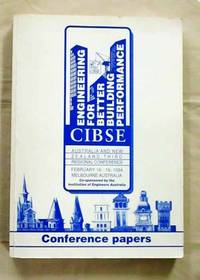 ENGINEERING
FOR
BETTER
BUILDING
PERFORMANCE
CIBSE
AUSTRALIA AND NEW
ZEALAND THIRD
REGIONAL CONFERENCE
FEBRUARY 16 - 18, 1994
MELBOURNE AUSTRALIA
Co-sponsored by the
Institution of Engineers Australia
Conference papers